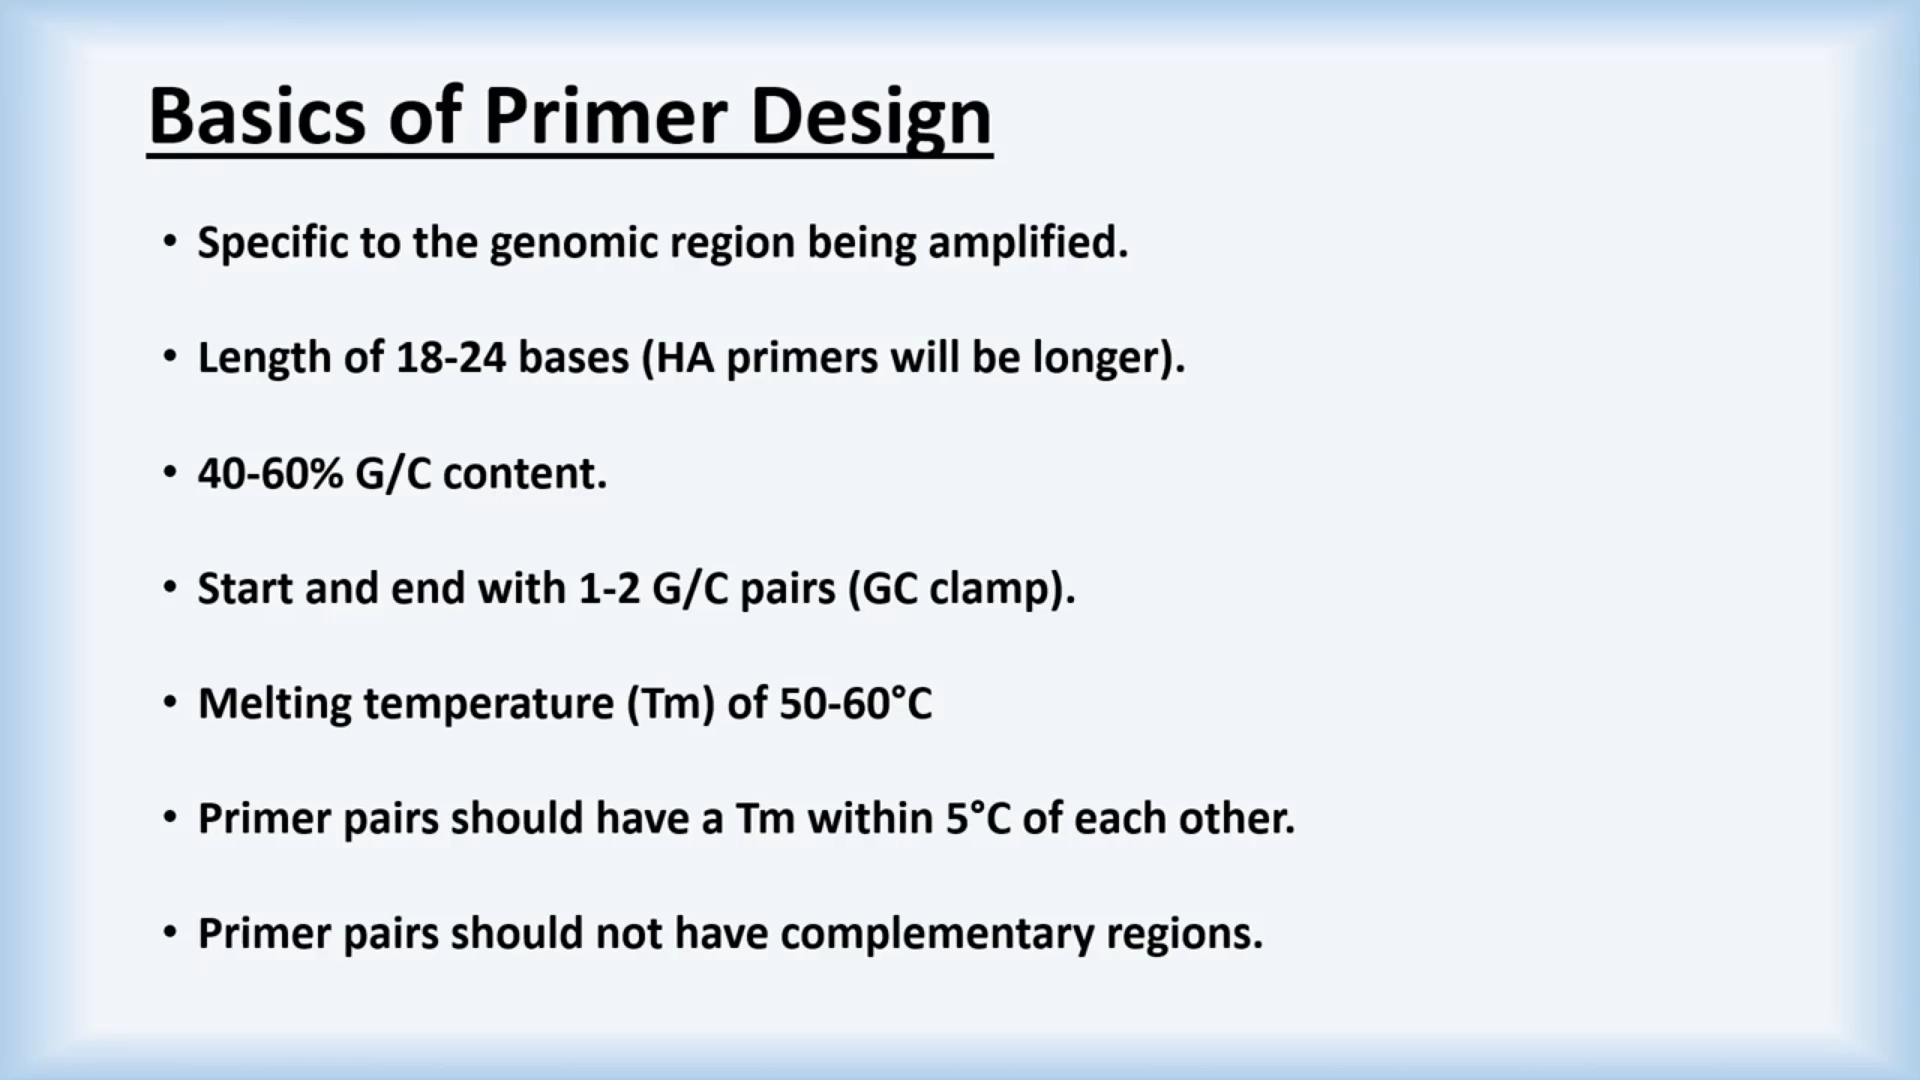 Basics of Primer Design
• Specific to the genomic region being amplified.
• Length of 18-24 bases (HA primers will be longer).
• 40-60% G/C content.
• Start and end with 1-2 G/C pairs (GC clamp).
• Melting temperature (Tm) of 50-60°C
• Primer pairs should have a Tm within 5°C of each other.
• Primer pairs should not have complementary regions.